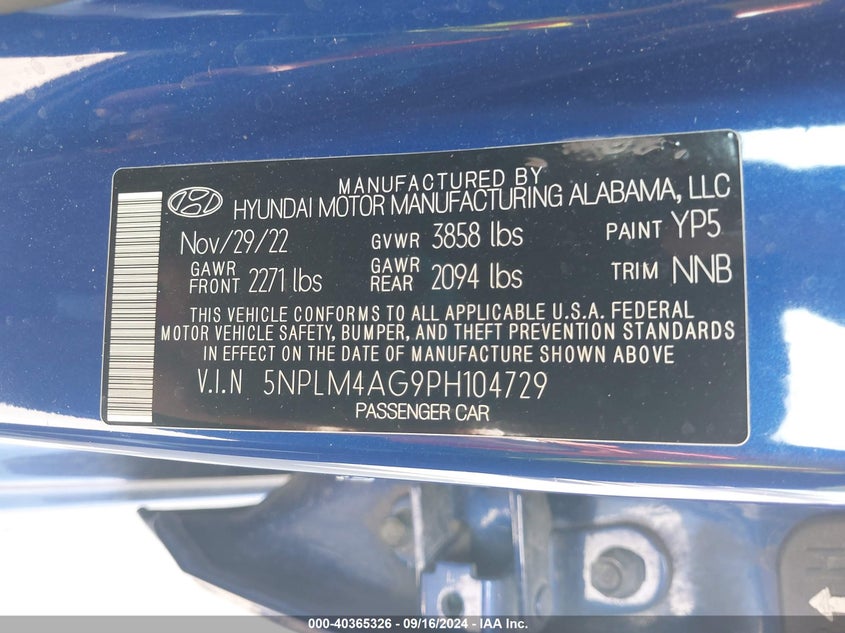 MANUFACTURED BY
HYUNDAI MOTOR MANUFACTURING ALABAMA, LLC
Nov/29/22 GVWR 3858 lbs PAINT YP5
GAWR FRONT 2271 lbs GAWR REAR 2094 lbs TRIM NNB
THIS VEHICLE CONFORMS TO ALL APPLICABLE U.S.A. FEDERAL
MOTOR VEHICLE SAFETY, BUMPER, AND THEFT PREVENTION STANDARDS
IN EFFECT ON THE DATE OF MANUFACTURE SHOWN ABOVE.
V.I.N 5NPLM4AG9PH104729
PASSENGER CAR
000-40365326 - 09/16/2024 - IAA Inc.